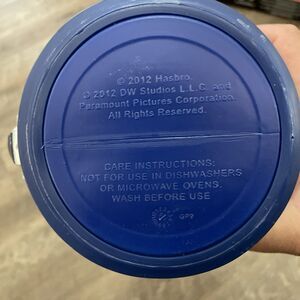 © 2012 Hasbro.
© 2012 DW Studios L.L.C. and
Paramount Pictures Corporation.
All Rights Reserved.
CARE INSTRUCTIONS:
NOT FOR USE IN DISHWASHERS
OR MICROWAVE OVENS.
WASH BEFORE USE
GP9